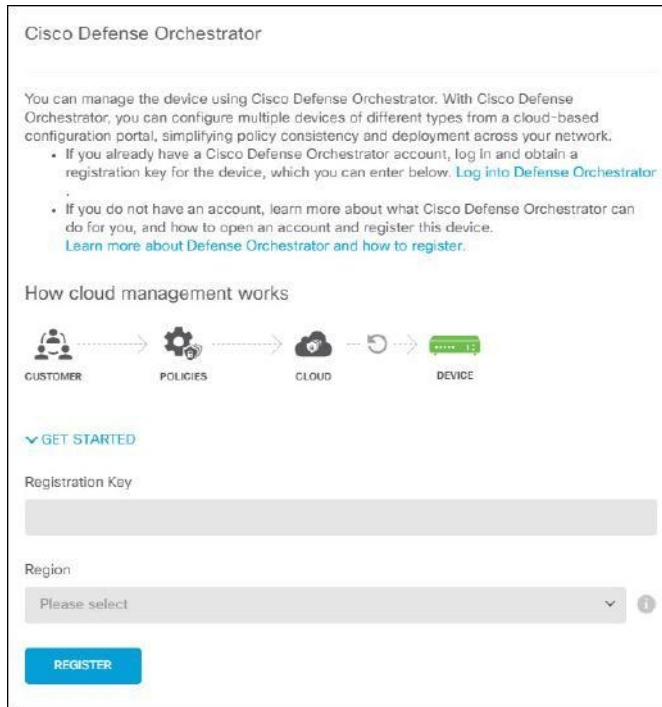 Cisco Defense Orchestrator
You can manage the device using Cisco Defense Orchestrator. With Cisco Defense
Orchestrator, you can configure multiple devices of different types from a cloud-based
configuration portal, simplifying policy consistency and deployment across your network.
• If you already have a Cisco Defense Orchestrator account, log in and obtain a
registration key for the device, which you can enter below. Log into Defense Orchestrator
.
• If you do not have an account, learn more about what Cisco Defense Orchestrator can
do for you, and how to open an account and register this device.
Learn more about Defense Orchestrator and how to register.
How cloud management works
CUSTOMER POLICIES CLOUD DEVICE
GET STARTED
Registration Key
Region
Please select
REGISTER